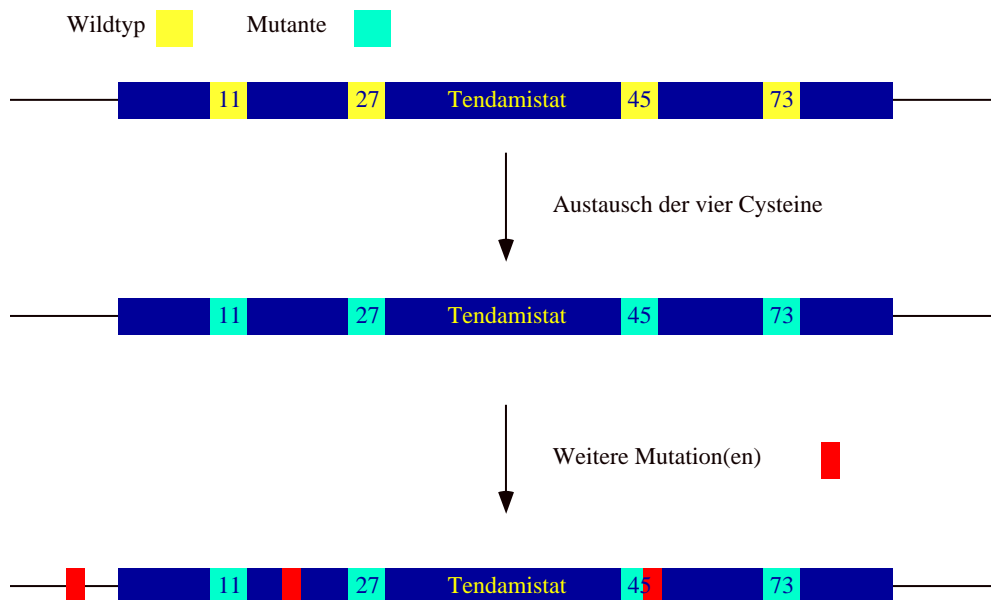 Wildtyp Mutante
11 27 Tendamistat 45 73
Austausch der vier Cysteine
11 27 Tendamistat 45 73
Weitere Mutation(en)
11 27 Tendamistat 45 73